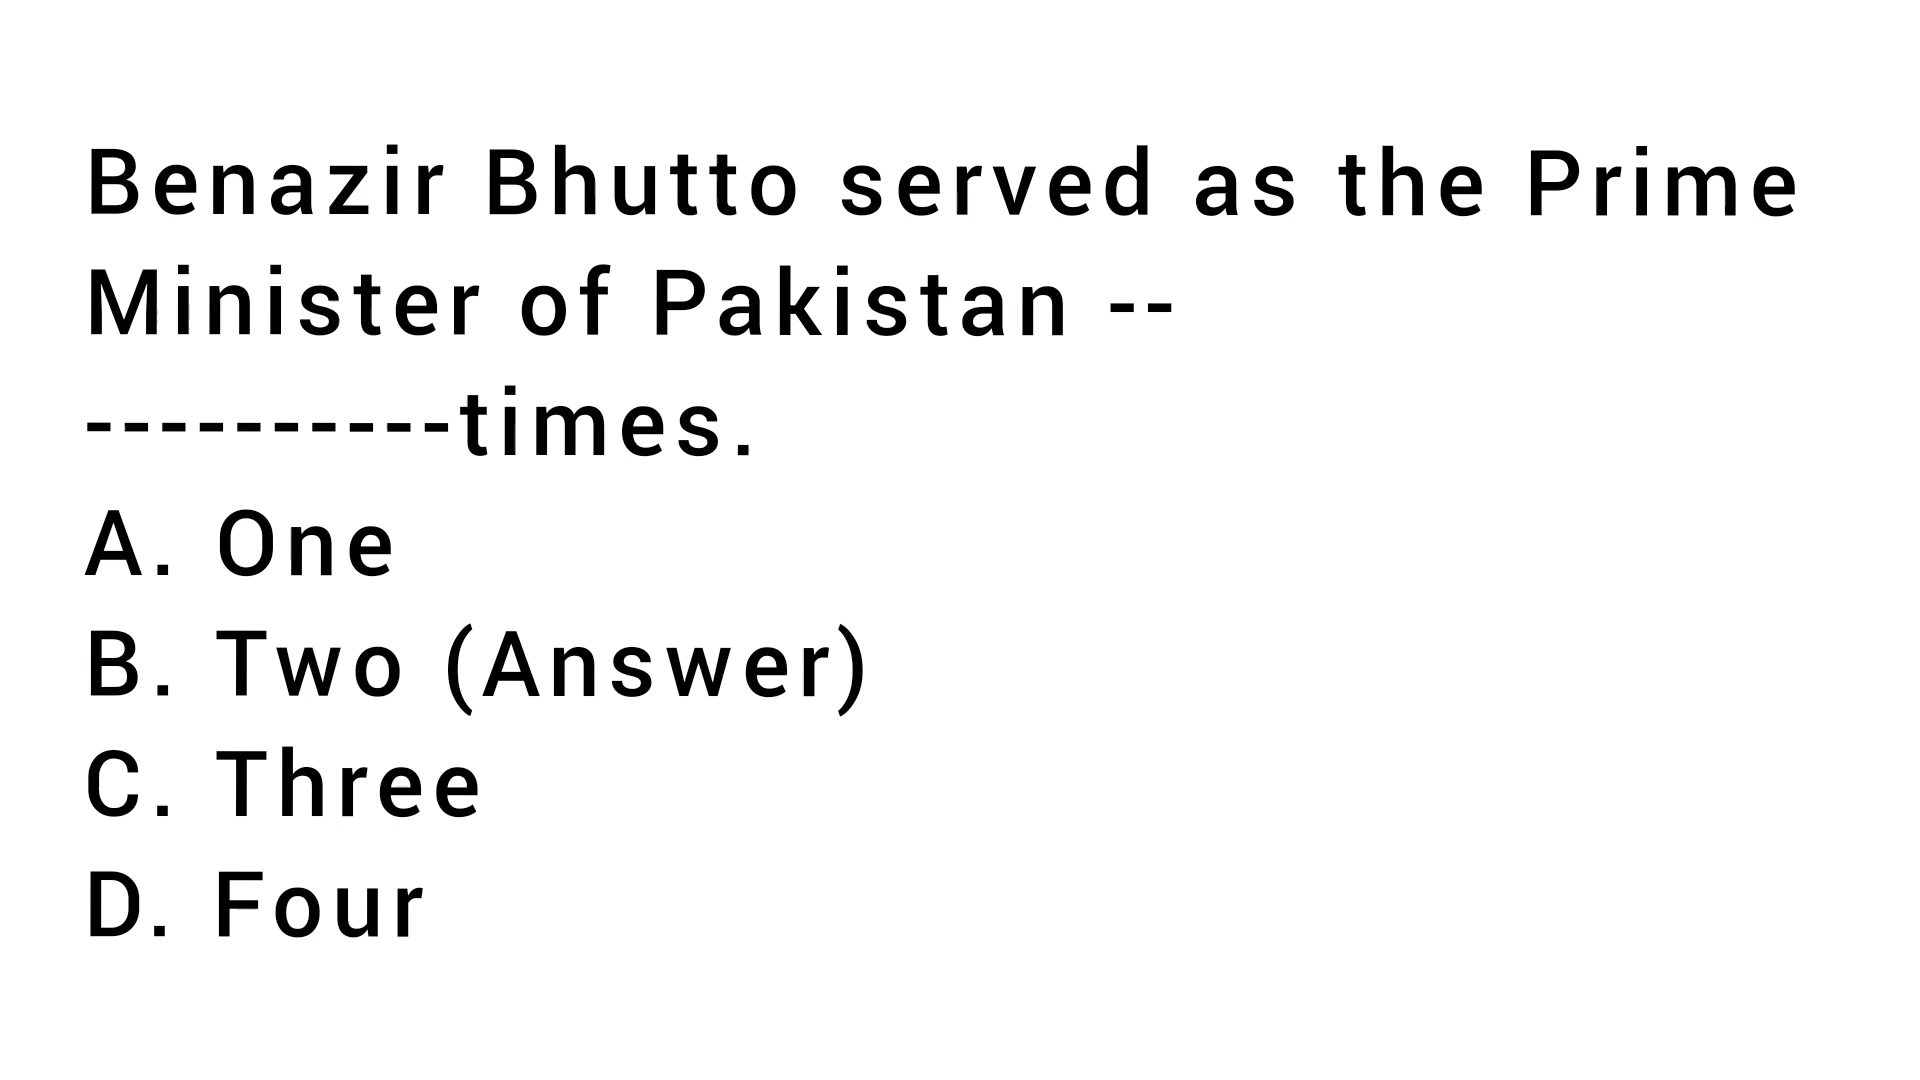 Benazir Bhutto served as the Prime
Minister of Pakistan --
----------times.
A. One
B. Two (Answer)
C. Three
D. Four